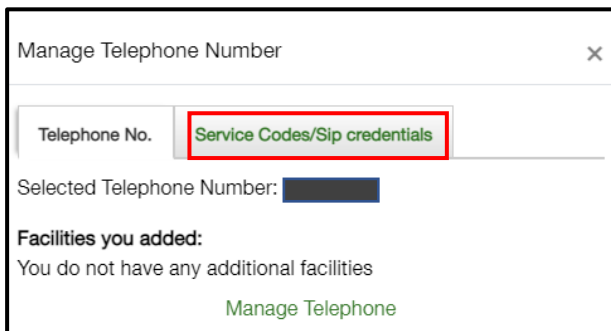 Manage Telephone Number ×
Telephone No. Service Codes/Sip credentials
Selected Telephone Number:
Facilities you added:
You do not have any additional facilities
Manage Telephone